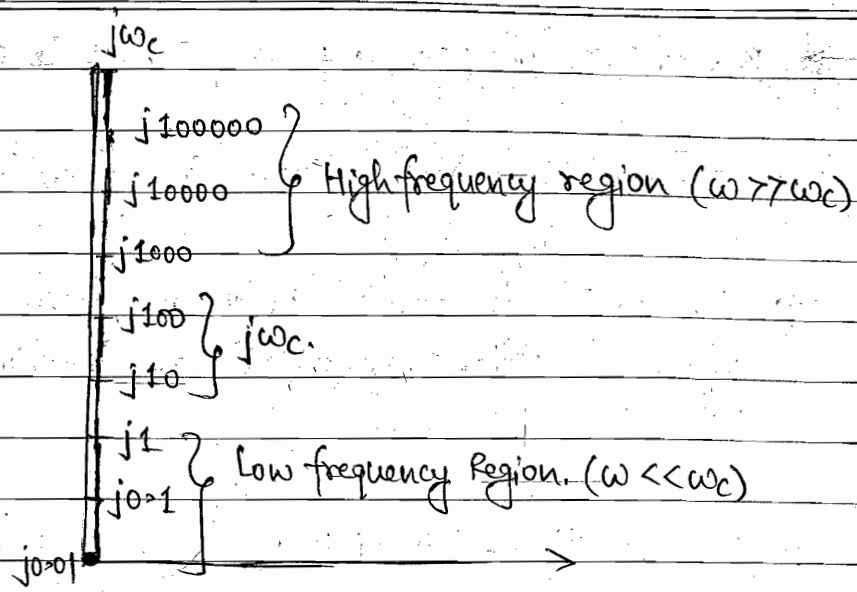 jωc
j100000
j10000 High frequency region (ω>>ωc)
j1000
j100
jωc.
j10
j1
Low frequency Region. (ω<<ωc)
j0.1
j0.01